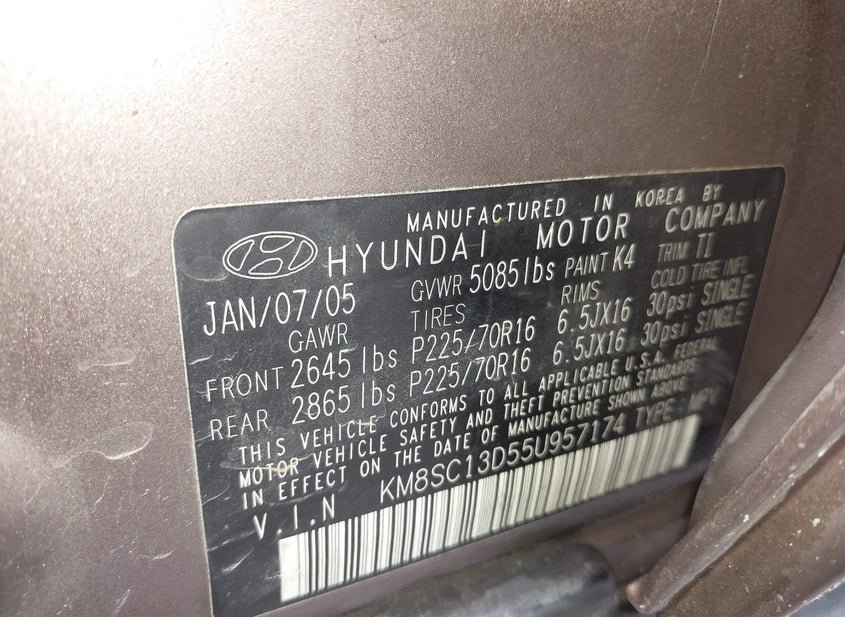 MANUFACTURED IN KOREA BY
HYUNDAI MOTOR COMPANY
JAN/07/05 GVWR 5085lbs PAINT K4 TRIM TI
GAWR TIRES RIMS COLD TIRE INFL
FRONT 2645 lbs P225/70R16 6.5JX16 30psi SINGLE
REAR 2865 lbs P225/70R16 6.5JX16 30psi SINGLE
THIS VEHICLE CONFORMS TO ALL APPLICABLE U.S.A. FEDERAL
MOTOR VEHICLE SAFETY AND THEFT PREVENTION STANDARDS
IN EFFECT ON THE DATE OF MANUFACTURE SHOWN ABOVE
V.I.N KM8SC13D55U957174 TYPE: MPV